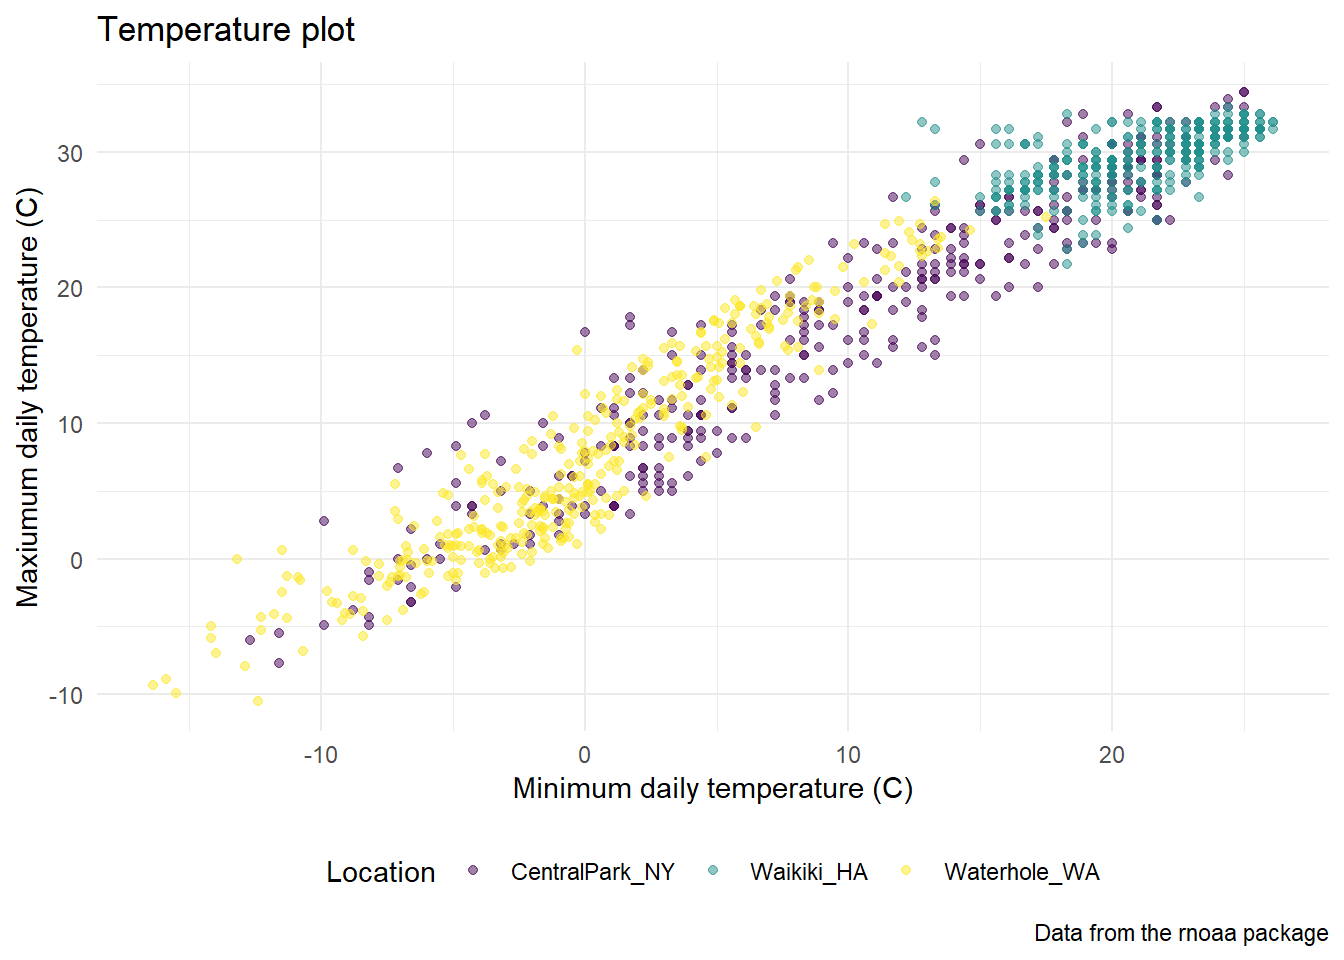 Temperature plot
Maxiumum daily temperature (C)
30
20
10
0
-10
-10 0 10 20
Minimum daily temperature (C)
Location CentralPark_NY Waikiki_HA Waterhole_WA
Data from the rnoaa package